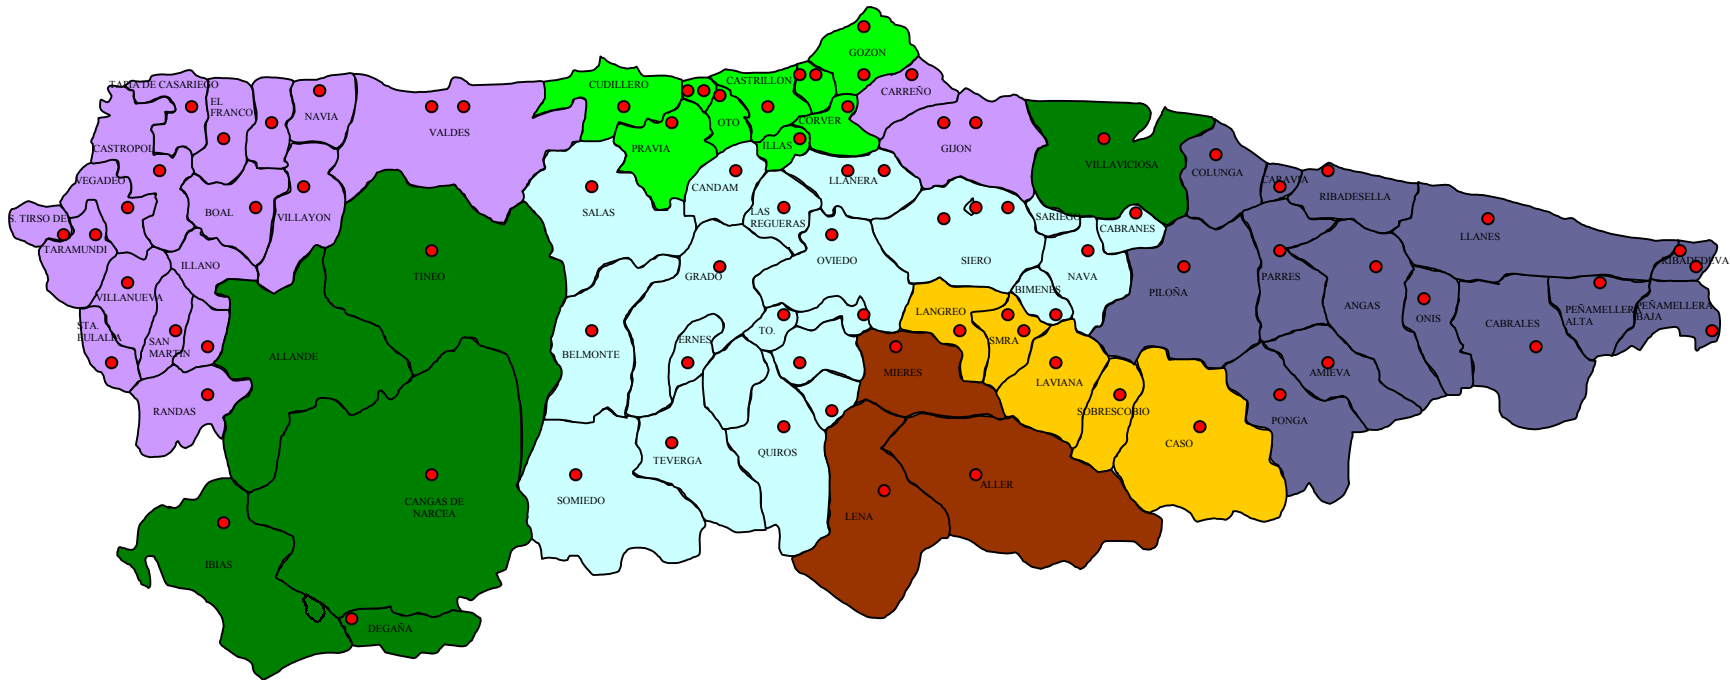 GOZON
TAPIA DE CASARIEGO
CUDILLERO
CASTRILLON
CARREÑO
EL
FRANCO
NAVIA
VALDES
OTO
CORVER
CASTROPOL
PRAVIA
ILLAS
GIJON
VILLAVICIOSA
COLUNGA
VEGADEO
CANDAM
LLANERA
CARAVIA
RIBADESELLA
S. TIRSO DE
BOAL
VILLAYON
SALAS
LAS
REGUERAS
SARIEGO
CABRANES
LLANES
TARAMUNDI
ILLANO
TINEO
GRADO
OVIEDO
SIERO
NAVA
PILOÑA
PARRES
RIBADEDEVA
VILLANUEVA
BIMENES
ANGAS
ONIS
CABRALES
PEÑAMELLERA
ALTA
PEÑAMELLERA
BAJA
STA.
EULALIA
SAN
MARTIN
ALLANDE
BELMONTE
ERNES
TO.
LANGREO
SMRA
MIERES
LAVIANA
AMIEVA
RANDAS
SOBRESCOBIO
PONGA
TEVERGA
QUIROS
CASO
CANGAS DE
NARCEA
SOMIEDO
LENA
ALLER
IBIAS
DEGAÑA